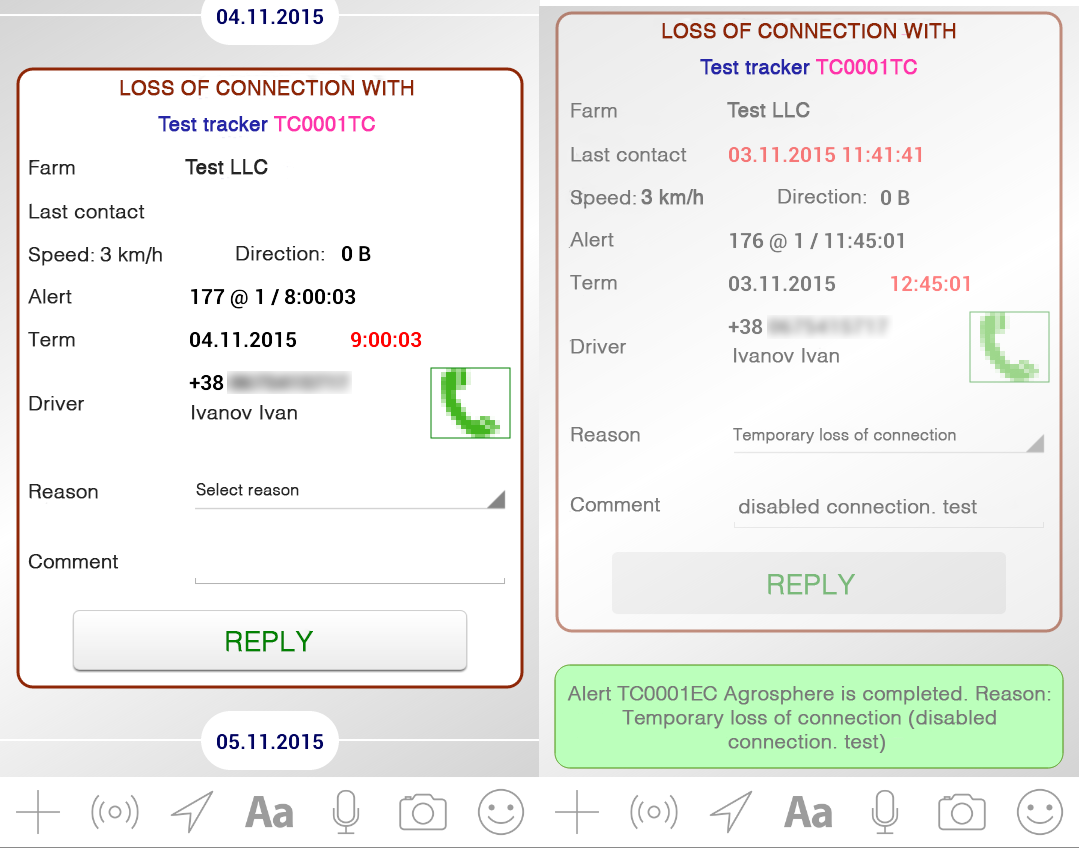 04.11.2015
LOSS OF CONNECTION WITH
Test tracker TC0001TC
Farm Test LLC
Last contact
Speed: 3 km/h Direction: 0 B
Alert 177 @ 1 / 8:00:03
Term 04.11.2015 9:00:03
+38
Driver
Ivanov Ivan
Reason Select reason
Comment
REPLY
05.11.2015
Aa
LOSS OF CONNECTION WITH
Test tracker TC0001TC
Farm Test LLC
Last contact 03.11.2015 11:41:41
Speed: 3 km/h Direction: 0 B
Alert 176 @ 1 / 11:45:01
Term 03.11.2015 12:45:01
+38
Driver
Ivanov Ivan
Reason Temporary loss of connection
Comment disabled connection. test
REPLY
Alert TC0001EC Agrosphere is completed. Reason:
Temporary loss of connection (disabled
connection. test)
Aa